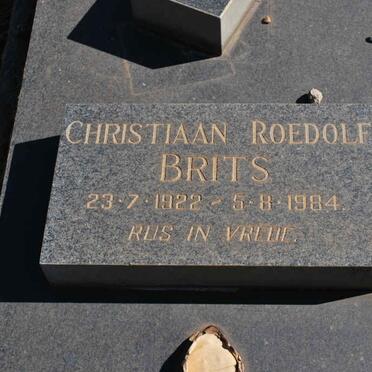 CHRISTIAAN ROEDOLF
BRITS
23-7-1922 - 5-8-1984.
RUS IN VREDE.